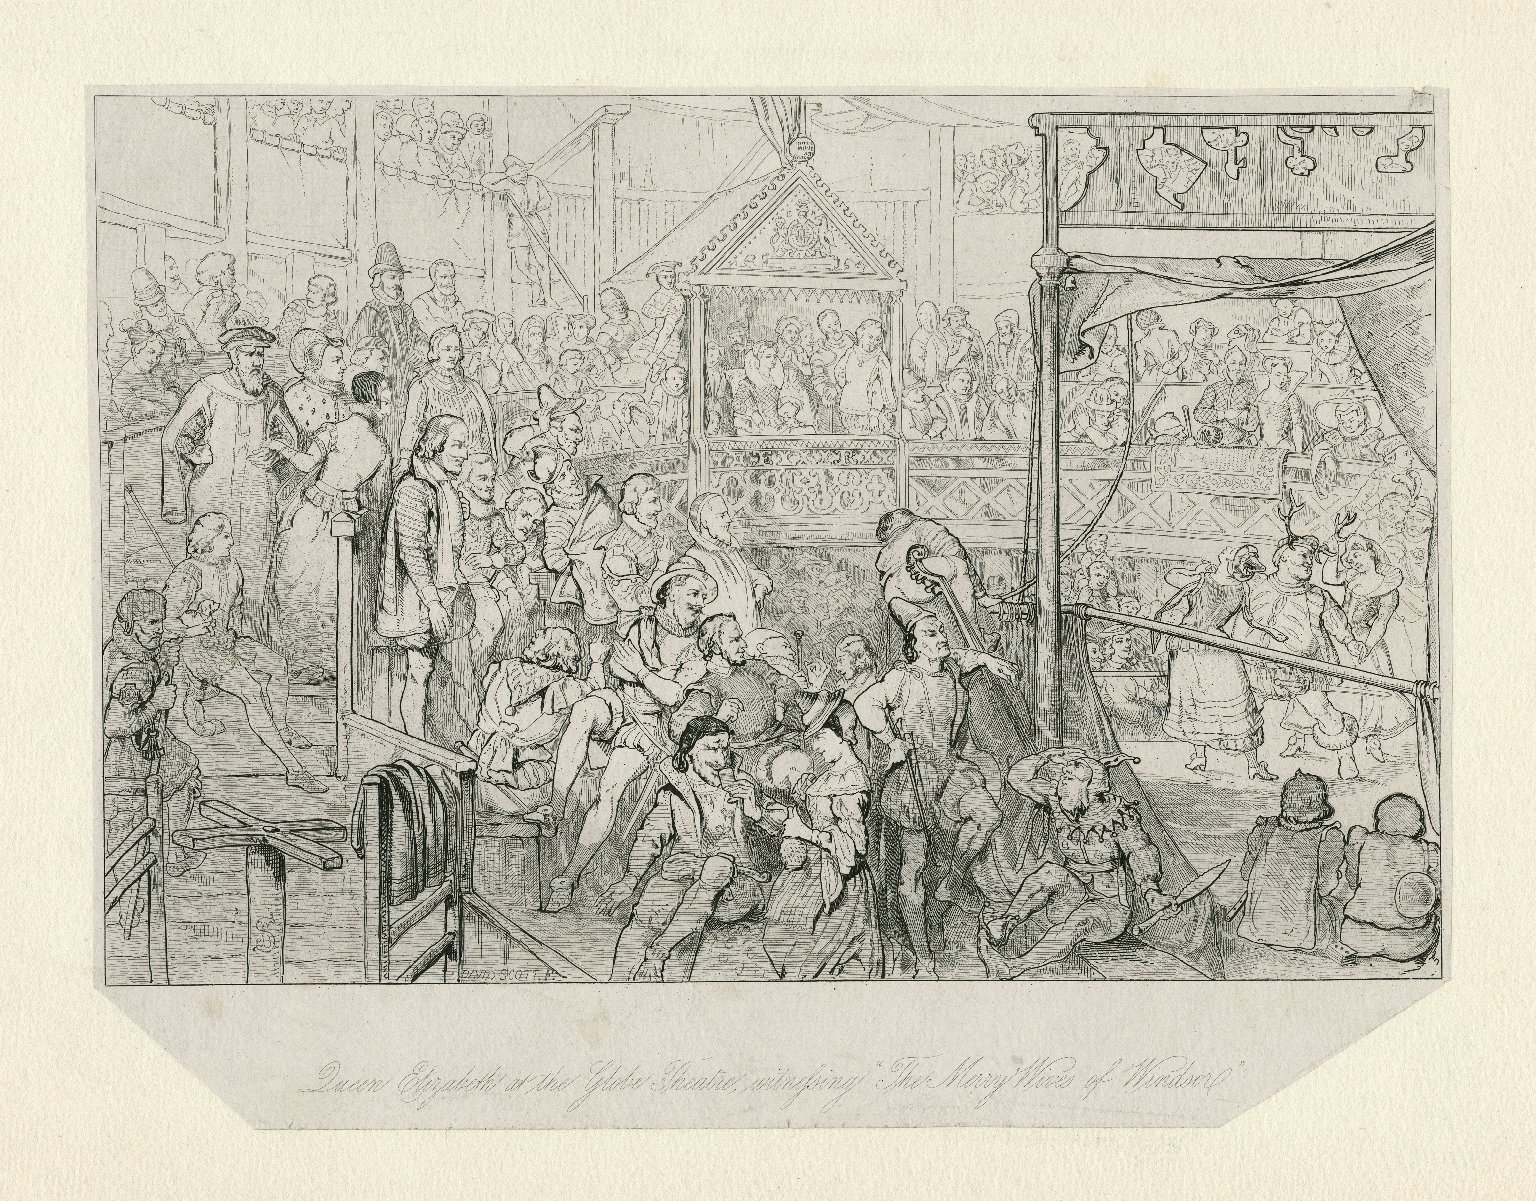 DAVID SCOTT
Queen Elizabeth at the Globe Theatre, witnessing "The Merry Wives of Windsor"